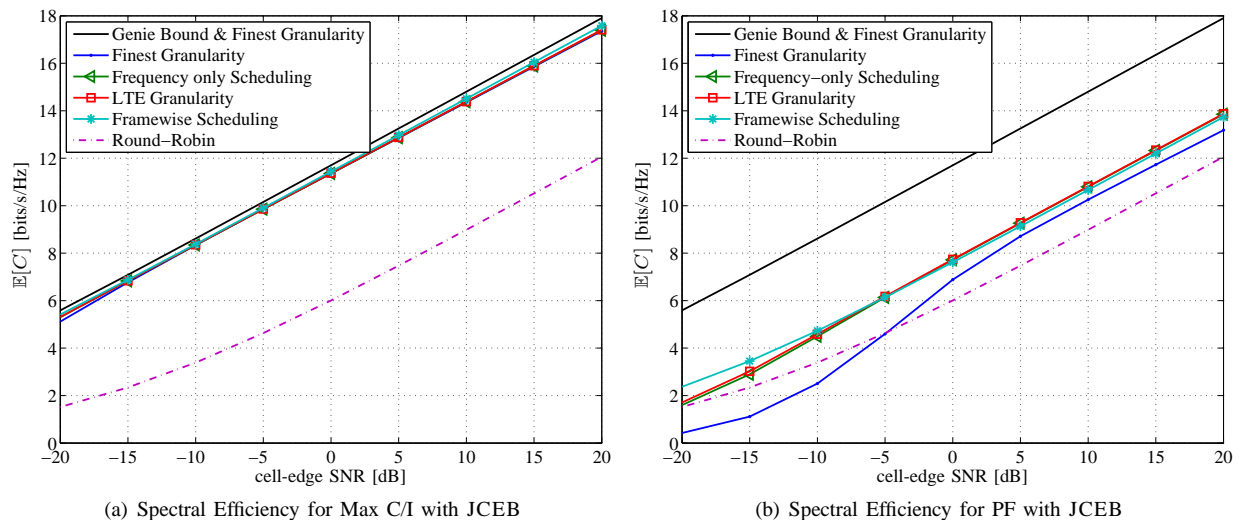 18
16
14
12
10
8
6
4
2
0
𝔼[C] [bits/s/Hz]
Genie Bound & Finest Granularity
Finest Granularity
Frequency only Scheduling
LTE Granularity
Framewise Scheduling
Round−Robin
−20 −15 −10 −5 0 5 10 15 20
cell-edge SNR [dB]
(a) Spectral Efficiency for Max C/I with JCEB
18
16
14
12
10
8
6
4
2
0
𝔼[C] [bits/s/Hz]
Genie Bound & Finest Granularity
Finest Granularity
Frequency−only Scheduling
LTE Granularity
Framewise Scheduling
Round−Robin
−20 −15 −10 −5 0 5 10 15 20
cell-edge SNR [dB]
(b) Spectral Efficiency for PF with JCEB